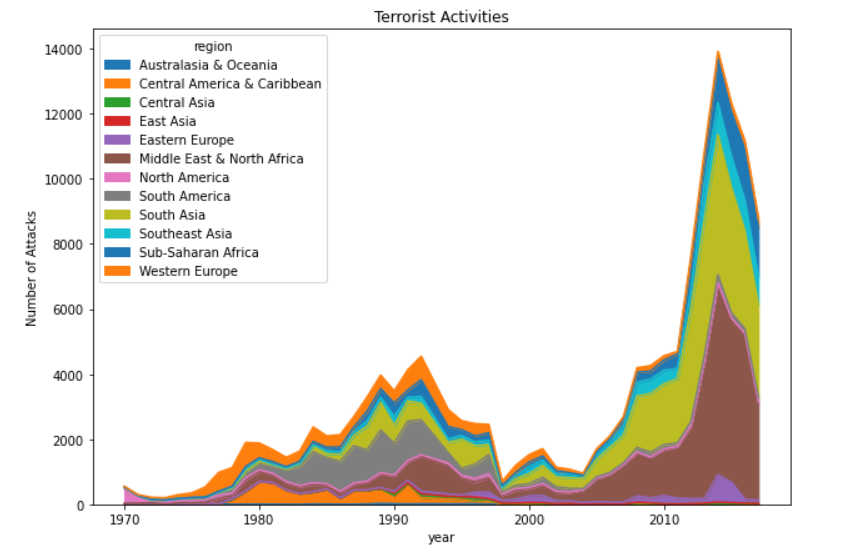 Terrorist Activities
region
Australasia & Oceania
Central America & Caribbean
Central Asia
East Asia
Eastern Europe
Middle East & North Africa
North America
South America
South Asia
Southeast Asia
Sub-Saharan Africa
Western Europe
Number of Attacks
14000
12000
10000
8000
6000
4000
2000
0
1970
1980
1990
2000
2010
year